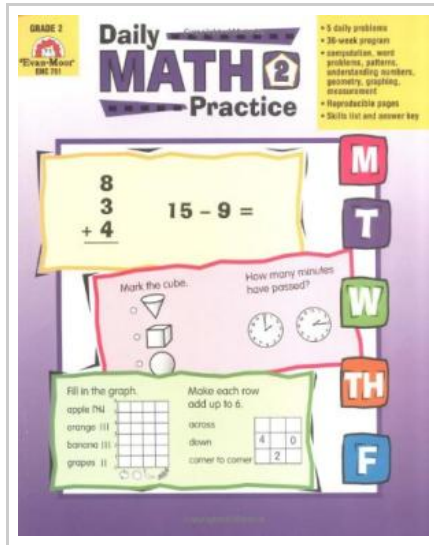 GRADE 2
Evan-Moor
EMC 751
Daily
MATH 2
Practice
• 5 daily problems
• 36-week program
• computation, word
problems, patterns,
understanding numbers,
geometry, graphing,
measurement
• Reproducible pages
• Skills list and answer key
M
T
W
TH
F
8
3
+ 4
15 – 9 =
Mark the cube.
How many minutes
have passed?
Fill in the graph.
apple
orange III
banana IIII
grapes II
Make each row
add up to 6.
across
down
corner to corner
4 0
2